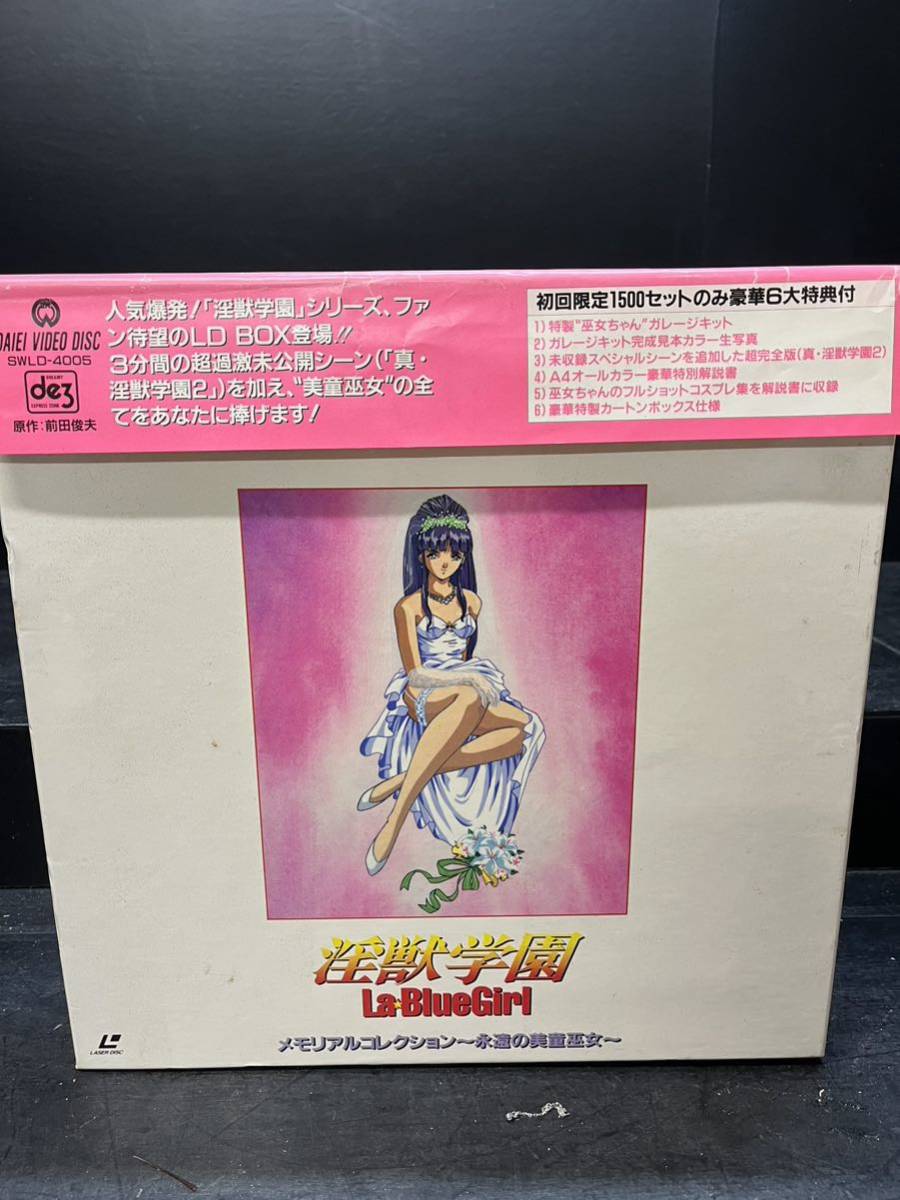 DAIEI VIDEO DISC
SWLD-4005
dez
原作:前田俊夫
人気爆発!「淫獣学園」シリーズ、ファ
ン待望のLD BOX登場!!
3分間の超過激未公開シーン(「真・
淫獣学園2」)を加え、“美童巫女”の全
てをあなたに捧げます!
初回限定1500セットのみ豪華6大特典付
1)特製“巫女ちゃん”ガレージキット
2)ガレージキット完成見本カラー生写真
3)未収録スペシャルシーンを追加した超完全版(真・淫獣学園2)
4)A4オールカラー豪華特別解説書
5)巫女ちゃんのフルショットコスプレ集を解説書に収録
6)豪華特製カートンボックス仕様
淫獣学園
La★BlueGirl
メモリアルコレクション〜永遠の美童巫女〜
LASER DISC